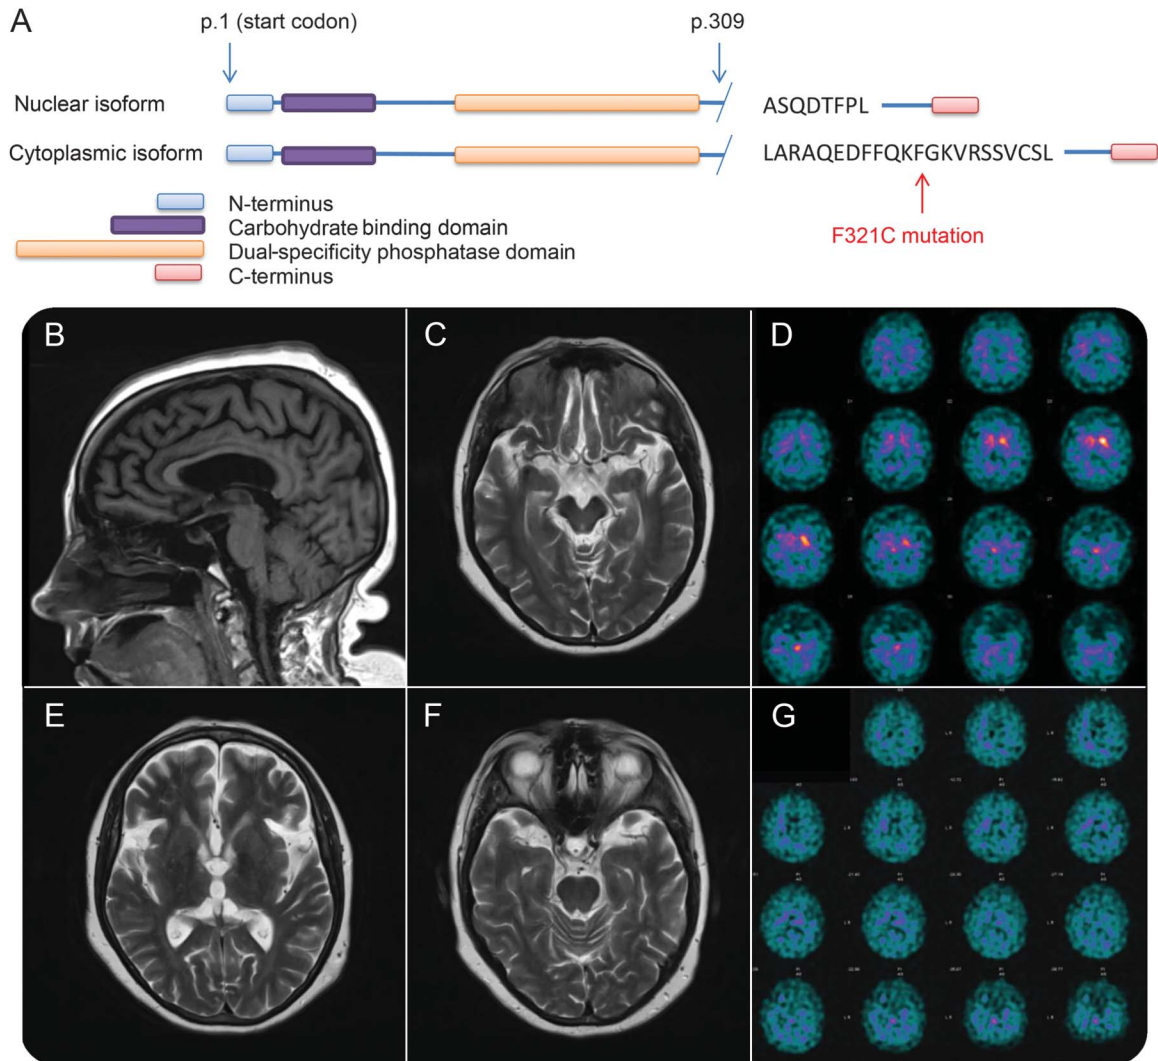 A
p.1 (start codon)
p.309
Nuclear isoform
ASQDTFPL
Cytoplasmic isoform
LARAQEDFFQKFGKVRSSVCSL
N-terminus
Carbohydrate binding domain
F321C mutation
Dual-specificity phosphatase domain
C-terminus
B
C
D
E
F
G